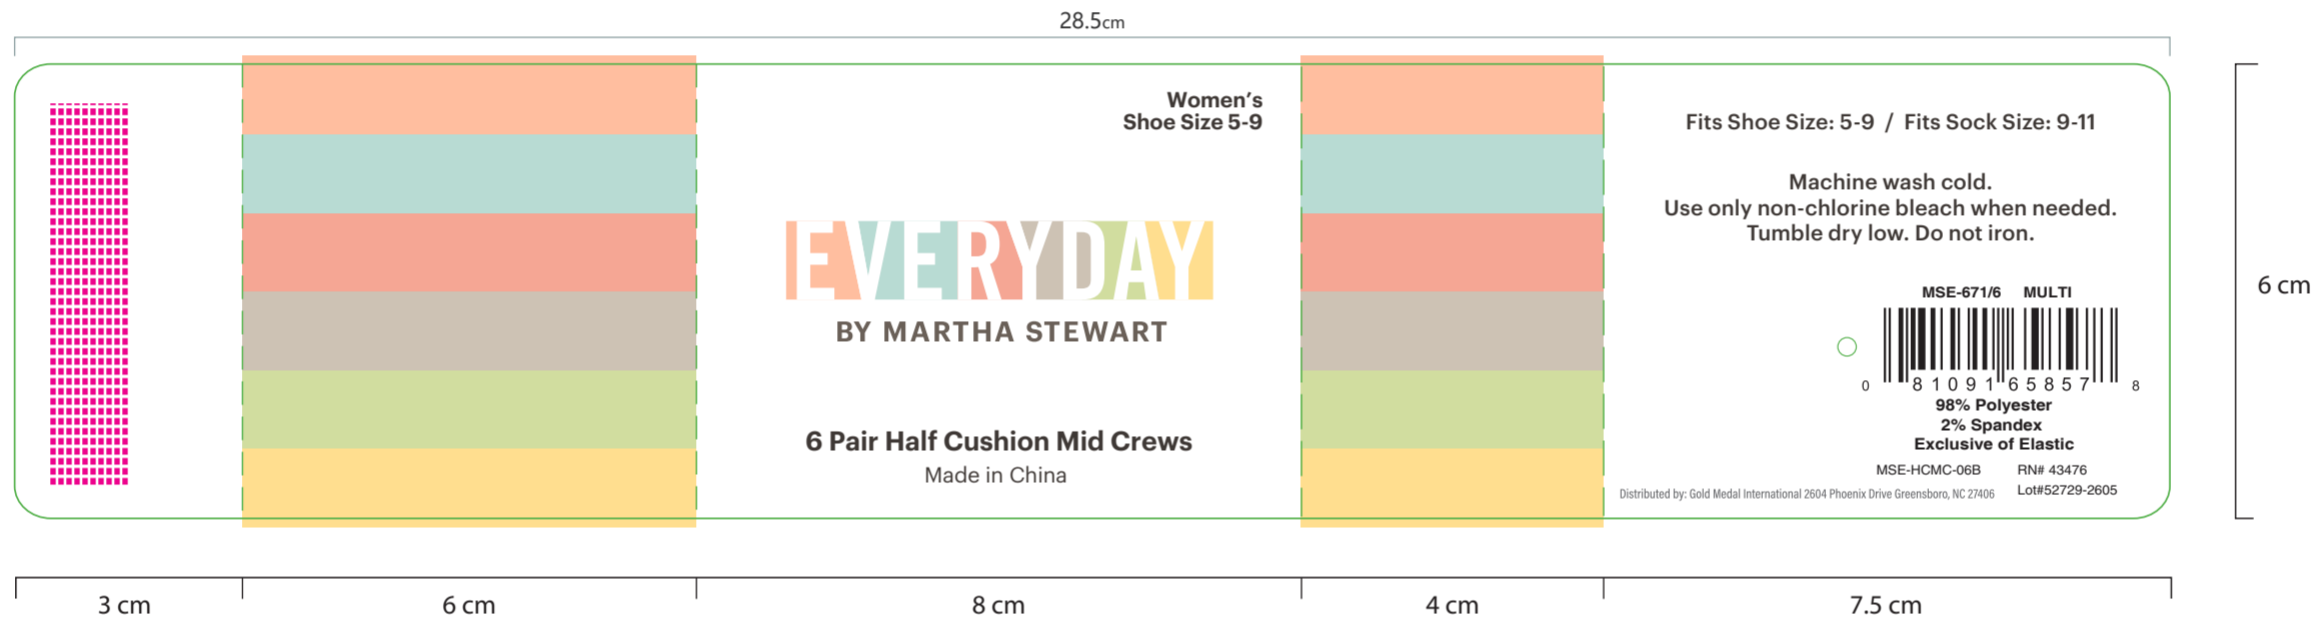 28.5cm
Women's
Shoe Size 5-9
EVERYDAY
BY MARTHA STEWART
6 Pair Half Cushion Mid Crews
Made in China
Fits Shoe Size: 5-9 / Fits Sock Size: 9-11
Machine wash cold.
Use only non-chlorine bleach when needed.
Tumble dry low. Do not iron.
MSE-671/6 MULTI
0 81091 65857 8
98% Polyester
2% Spandex
Exclusive of Elastic
MSE-HCMC-06B RN# 43476
Distributed by: Gold Medal International 2604 Phoenix Drive Greensboro, NC 27406 Lot#52729-2605
6 cm
3 cm 6 cm 8 cm 4 cm 7.5 cm